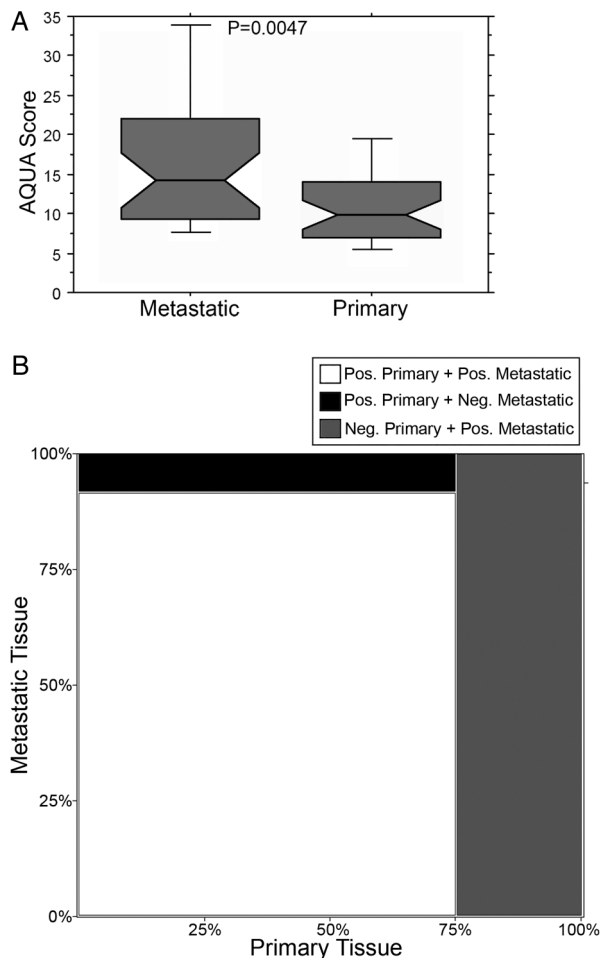 A
P=0.0047
35
30
25
20
15
10
5
0
AQUA Score
Metastatic Primary
B
Pos. Primary + Pos. Metastatic
Pos. Primary + Neg. Metastatic
Neg. Primary + Pos. Metastatic
100%
75%
50%
25%
0%
Metastatic Tissue
25% 50% 75% 100%
Primary Tissue